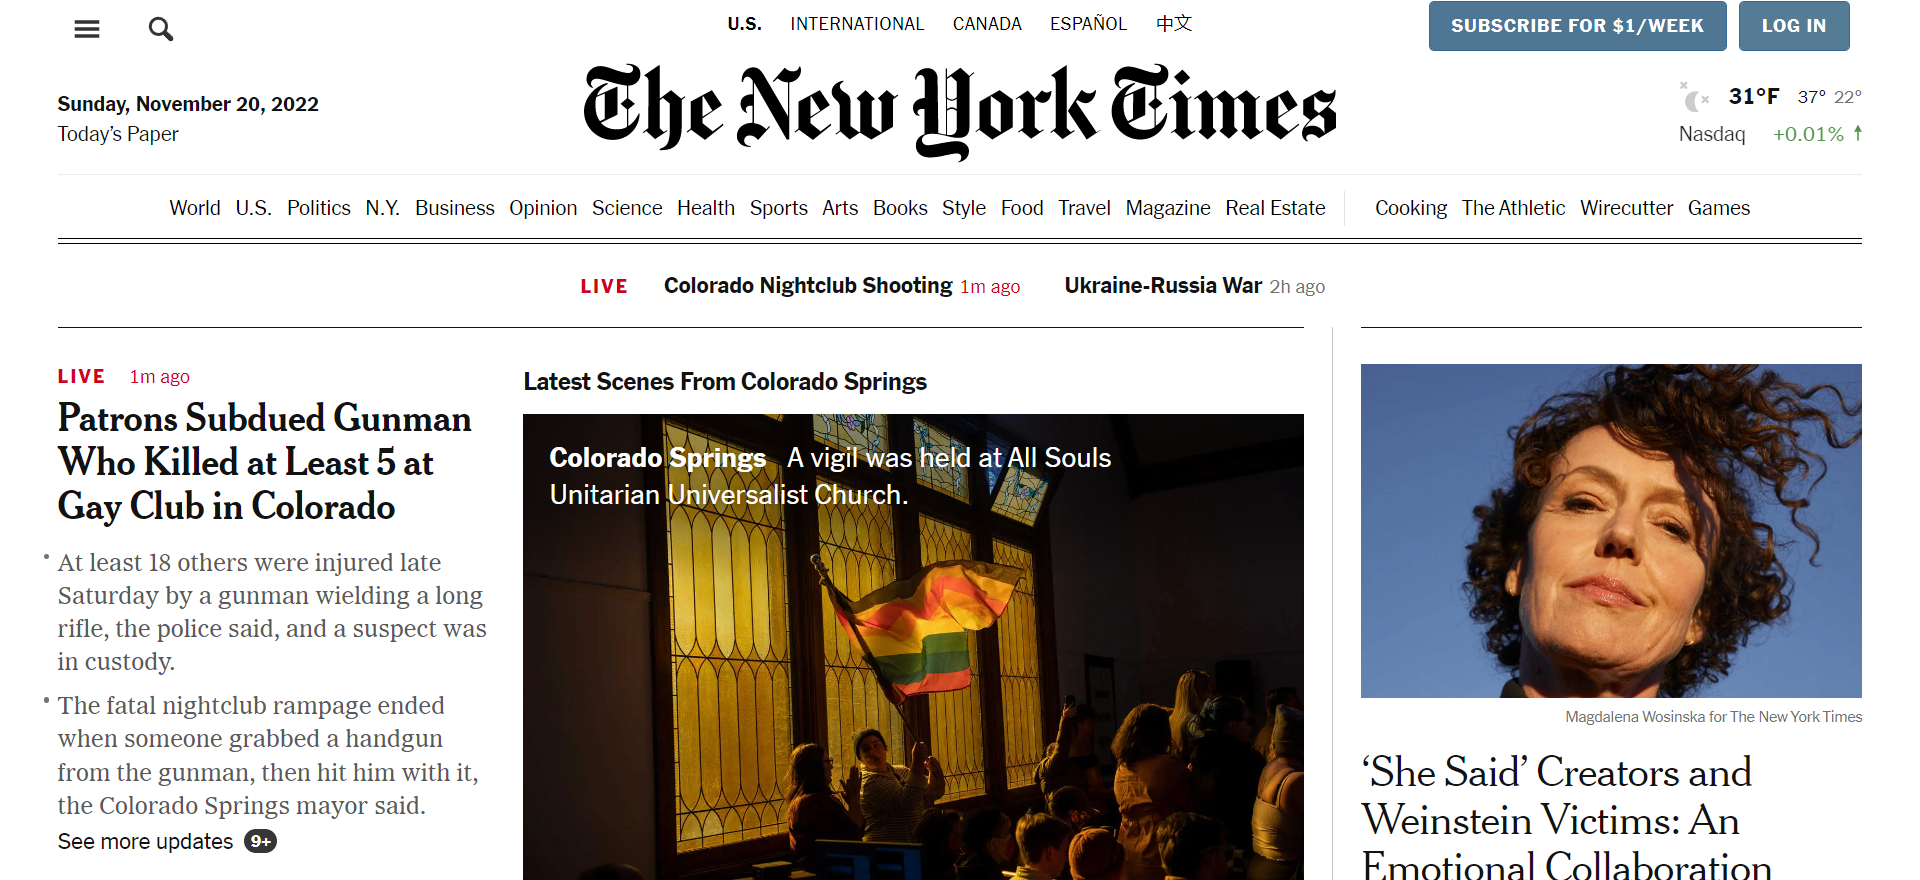 U.S. INTERNATIONAL CANADA ESPAÑOL 中文
SUBSCRIBE FOR $1/WEEK LOG IN
Sunday, November 20, 2022
Today's Paper
The New York Times
31°F 37° 22°
Nasdaq +0.01% ↑
World U.S. Politics N.Y. Business Opinion Science Health Sports Arts Books Style Food Travel Magazine Real Estate Cooking The Athletic Wirecutter Games
LIVE Colorado Nightclub Shooting 1m ago Ukraine-Russia War 2h ago
LIVE 1m ago
Patrons Subdued Gunman
Who Killed at Least 5 at
Gay Club in Colorado
• At least 18 others were injured late
Saturday by a gunman wielding a long
rifle, the police said, and a suspect was
in custody.
• The fatal nightclub rampage ended
when someone grabbed a handgun
from the gunman, then hit him with it,
the Colorado Springs mayor said.
See more updates 9+
Latest Scenes From Colorado Springs
Colorado Springs A vigil was held at All Souls
Unitarian Universalist Church.
Magdalena Wosinska for The New York Times
‘She Said’ Creators and
Weinstein Victims: An
Emotional Collaboration